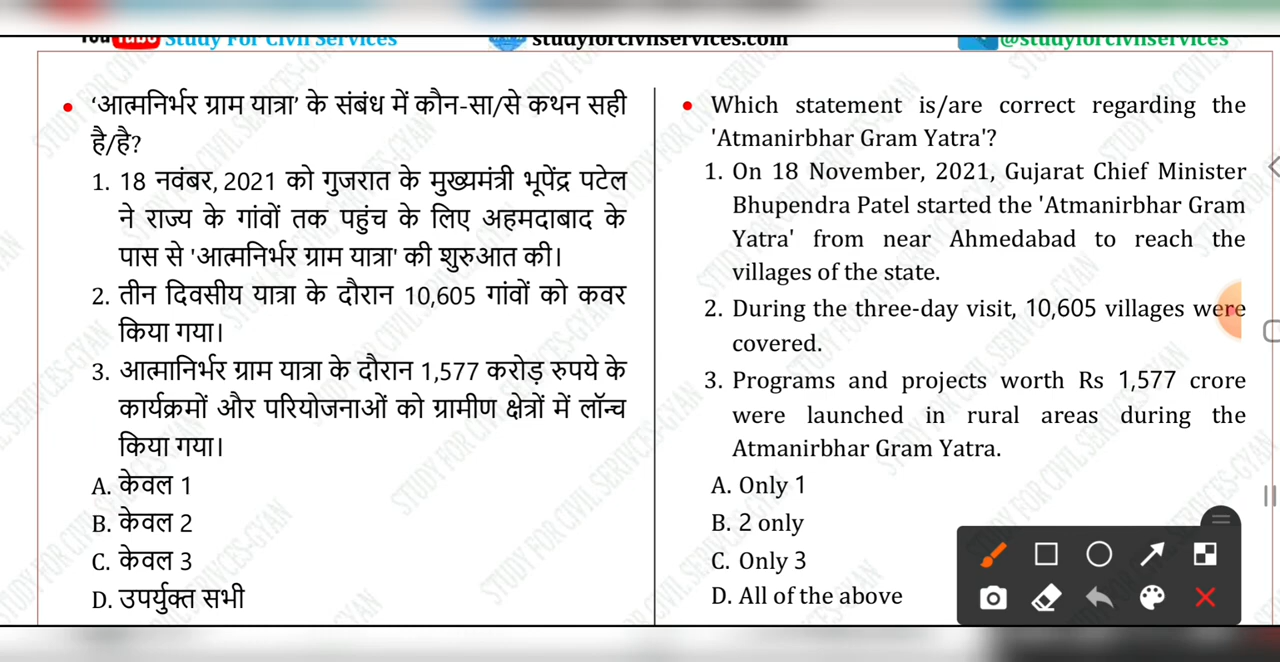 YouTube Study For Civil Services
studyforcivilservices.com
@studyforcivilservices
• ‘आत्मनिर्भर ग्राम यात्रा’ के संबंध में कौन-सा/से कथन सही
है/है?
1. 18 नवंबर, 2021 को गुजरात के मुख्यमंत्री भूपेंद्र पटेल
ने राज्य के गांवों तक पहुंच के लिए अहमदाबाद के
पास से 'आत्मनिर्भर ग्राम यात्रा' की शुरुआत की।
2. तीन दिवसीय यात्रा के दौरान 10,605 गांवों को कवर
किया गया।
3. आत्मानिर्भर ग्राम यात्रा के दौरान 1,577 करोड़ रुपये के
कार्यक्रमों और परियोजनाओं को ग्रामीण क्षेत्रों में लॉन्च
किया गया।
A. केवल 1
B. केवल 2
C. केवल 3
D. उपर्युक्त सभी
• Which statement is/are correct regarding the
'Atmanirbhar Gram Yatra'?
1. On 18 November, 2021, Gujarat Chief Minister
Bhupendra Patel started the 'Atmanirbhar Gram
Yatra' from near Ahmedabad to reach the
villages of the state.
2. During the three-day visit, 10,605 villages were
covered.
3. Programs and projects worth Rs 1,577 crore
were launched in rural areas during the
Atmanirbhar Gram Yatra.
A. Only 1
B. 2 only
C. Only 3
D. All of the above